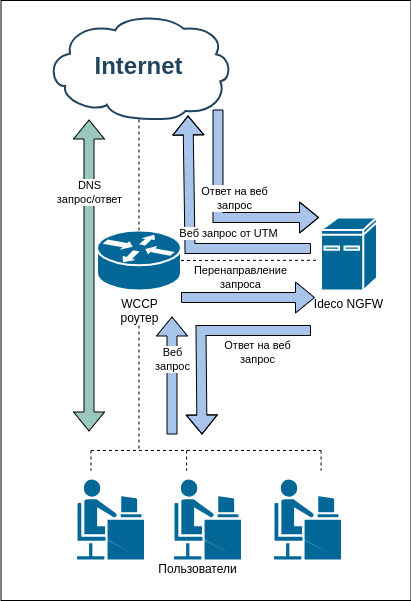 Internet
DNS
запрос/ответ
Ответ на веб
запрос
Веб запрос от UTM
Перенаправление
запроса
WCCP
роутер
Ideco NGFW
Веб
запрос
Ответ на веб
запрос
Пользователи